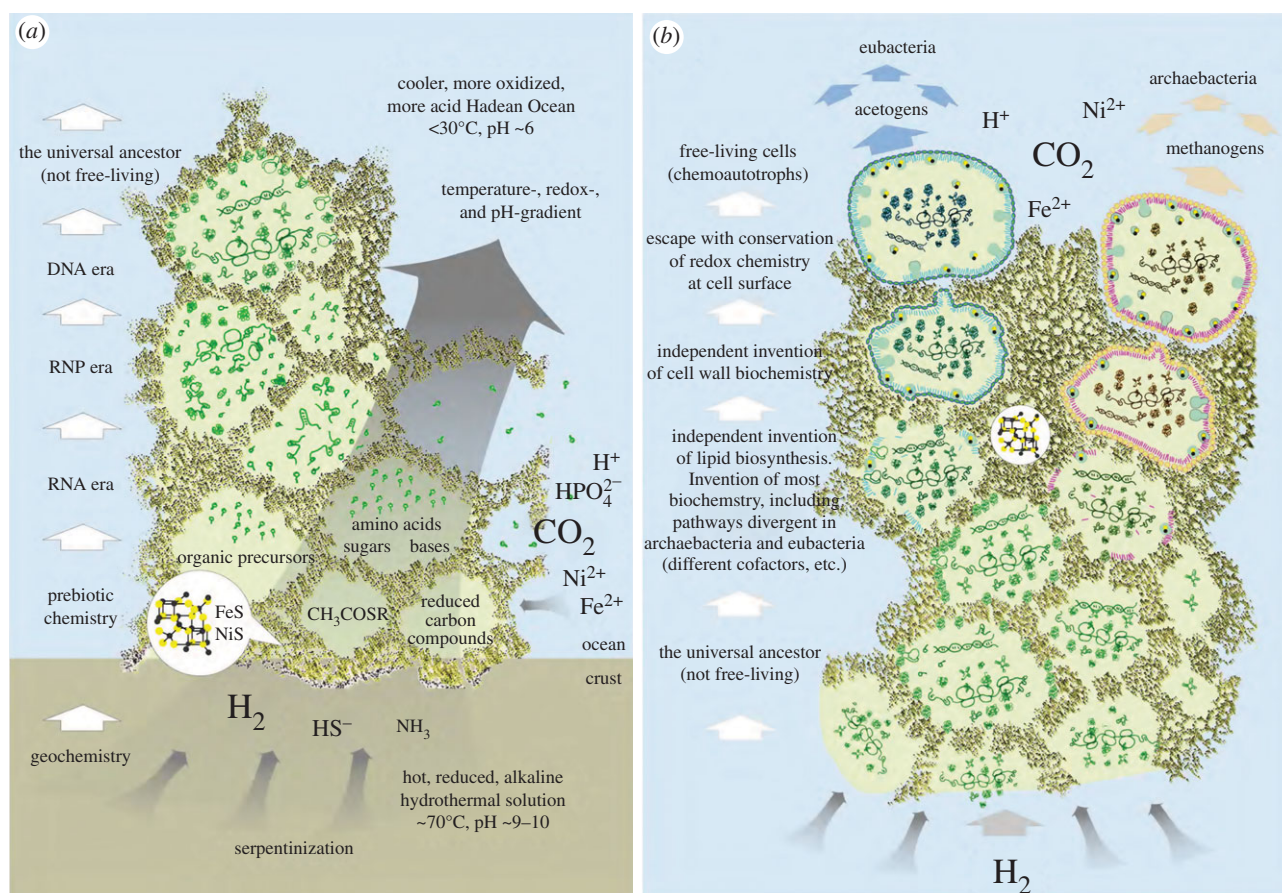 (a)
cooler, more oxidized,
more acid Hadean Ocean
<30°C, pH ~6
the universal ancestor
(not free-living)
temperature-, redox-,
and pH-gradient
DNA era
RNP era
RNA era
H⁺
HPO₄²⁻
CO₂
amino acids
sugars bases
organic precursors
Ni²⁺
Fe²⁺
prebiotic
chemistry
FeS
NiS
CH₃COSR
reduced
carbon
compounds
ocean
crust
H₂
HS⁻
NH₃
geochemistry
hot, reduced, alkaline
hydrothermal solution
~70°C, pH ~9–10
serpentinization
(b)
eubacteria
archaebacteria
acetogens
H⁺
Ni²⁺
free-living cells
(chemoautotrophs)
CO₂
methanogens
Fe²⁺
escape with conservation
of redox chemistry
at cell surface
independent invention
of cell wall biochemistry
independent invention
of lipid biosynthesis.
Invention of most
biochemstry, including
pathways divergent in
archaebacteria and eubacteria
(different cofactors, etc.)
the universal ancestor
(not free-living)
H₂